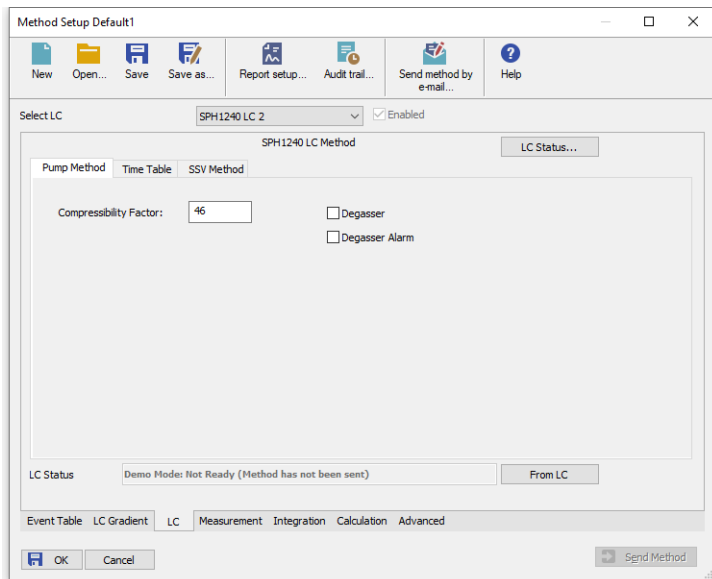 Method Setup Default1
New Open... Save Save as... Report setup... Audit trail... Send method by e-mail... Help
Select LC SPH1240 LC 2 Enabled
SPH1240 LC Method LC Status...
Pump Method Time Table SSV Method
Compressibility Factor: 46 Degasser
Degasser Alarm
LC Status Demo Mode: Not Ready (Method has not been sent) From LC
Event Table LC Gradient LC Measurement Integration Calculation Advanced
OK Cancel Send Method